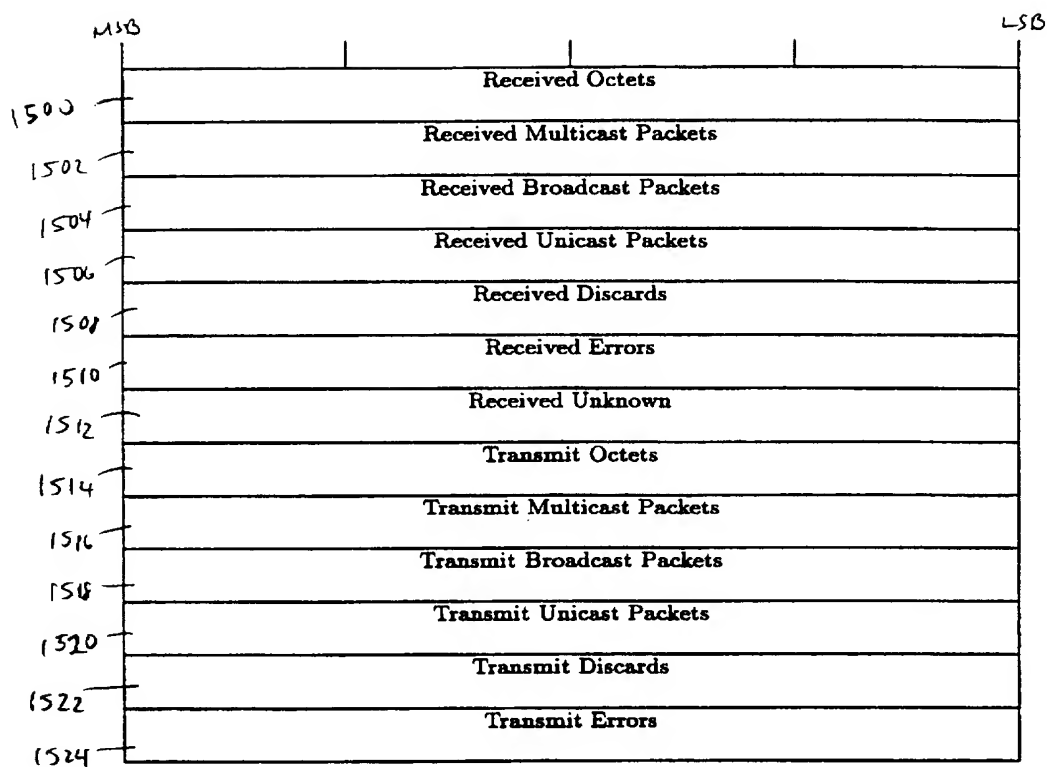 MSB LSB
Received Octets
1500
Received Multicast Packets
1502
Received Broadcast Packets
1504
Received Unicast Packets
1506
Received Discards
1508
Received Errors
1510
Received Unknown
1512
Transmit Octets
1514
Transmit Multicast Packets
1516
Transmit Broadcast Packets
1518
Transmit Unicast Packets
1520
Transmit Discards
1522
Transmit Errors
1524